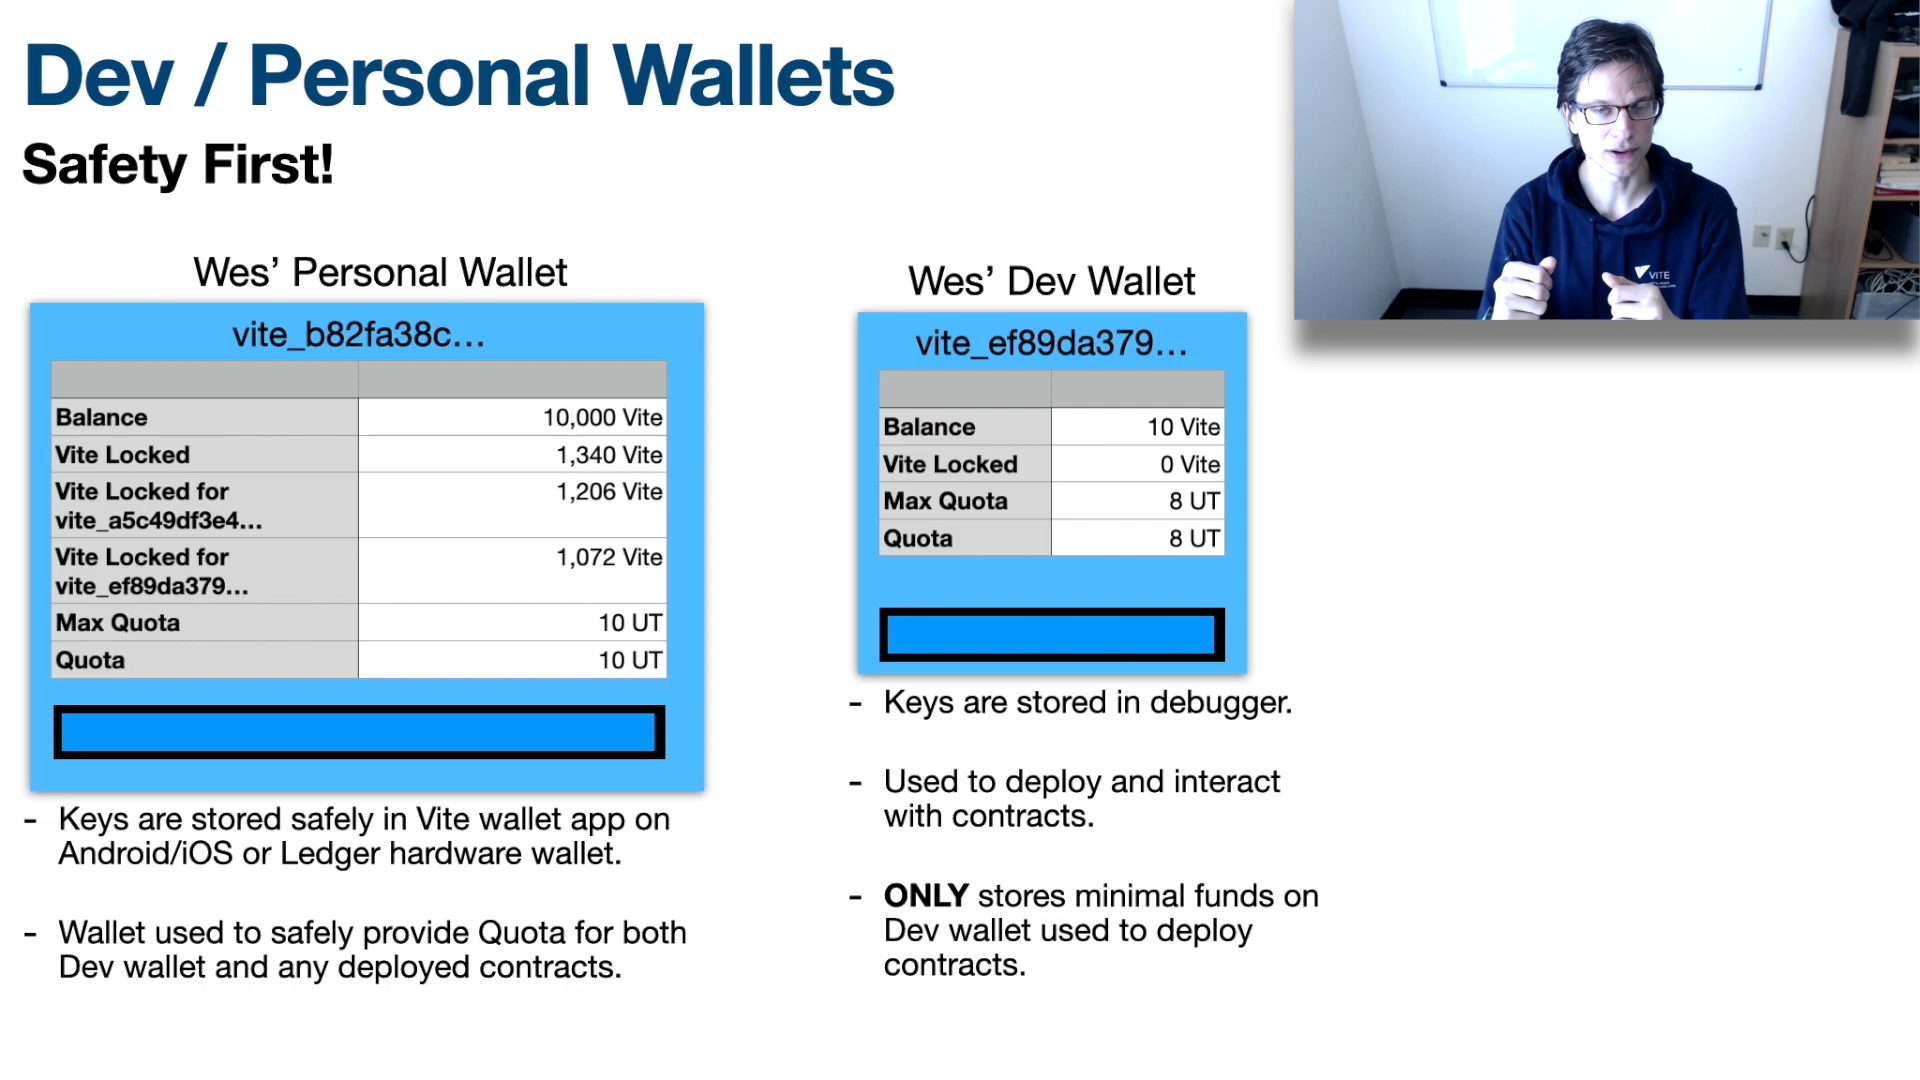 Dev / Personal Wallets
Safety First!
Wes’ Personal Wallet
vite_b82fa38c…
Balance 10,000 Vite
Vite Locked 1,340 Vite
Vite Locked for 1,206 Vite
vite_a5c49df3e4…
Vite Locked for 1,072 Vite
vite_ef89da379…
Max Quota 10 UT
Quota 10 UT
- Keys are stored safely in Vite wallet app on
Android/iOS or Ledger hardware wallet.
- Wallet used to safely provide Quota for both
Dev wallet and any deployed contracts.
Wes’ Dev Wallet
vite_ef89da379…
Balance 10 Vite
Vite Locked 0 Vite
Max Quota 8 UT
Quota 8 UT
- Keys are stored in debugger.
- Used to deploy and interact
with contracts.
- ONLY stores minimal funds on
Dev wallet used to deploy
contracts.
VITE